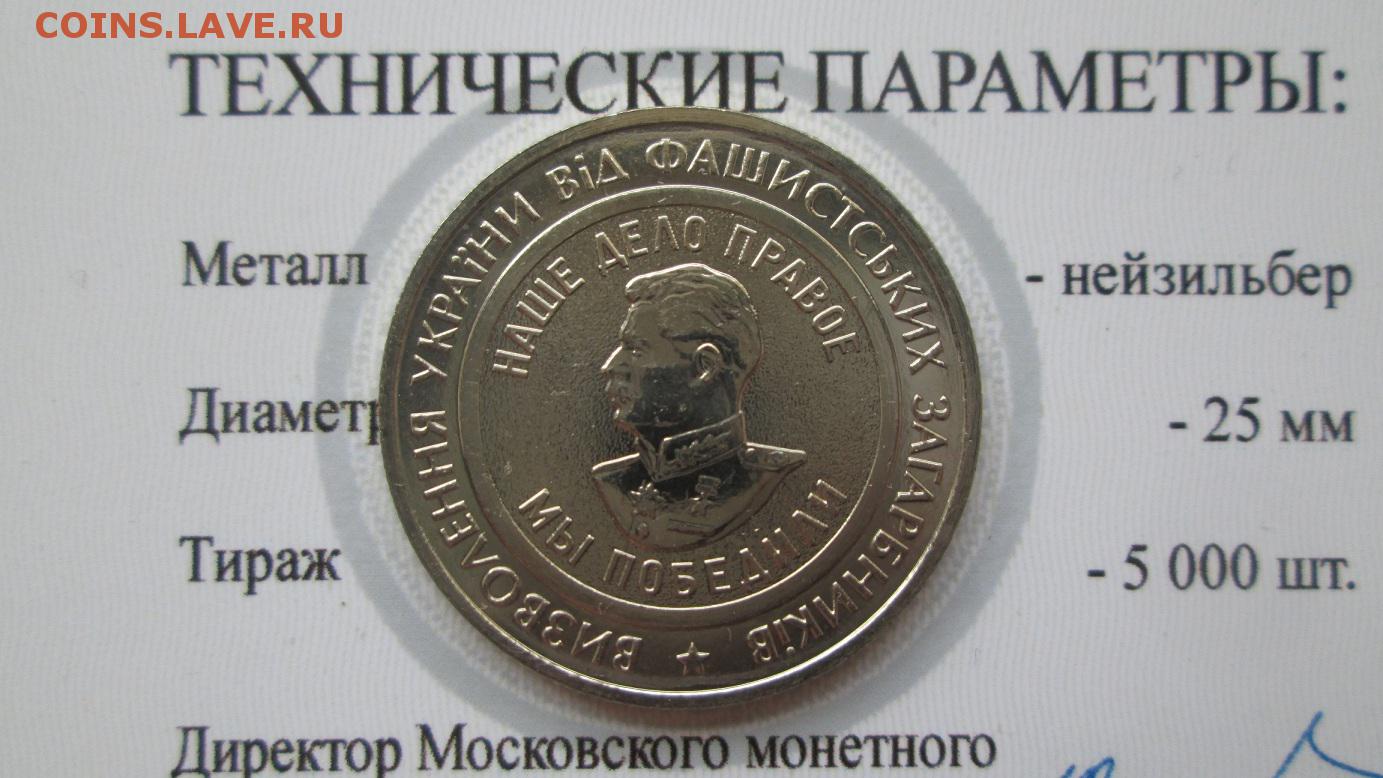 COINS.LAVE.RU
ТЕХНИЧЕСКИЕ ПАРАМЕТРЫ:
ВИЗВОЛЕННЯ УКРАЇНИ ВІД ФАШИСТСЬКИХ ЗАГАРБНИКІВ
НАШЕ ДЕЛО ПРАВОЕ
МЫ ПОБЕДИЛИ
Металл - нейзильбер
Диаметр - 25 мм
Тираж - 5 000 шт.
Директор Московского монетного